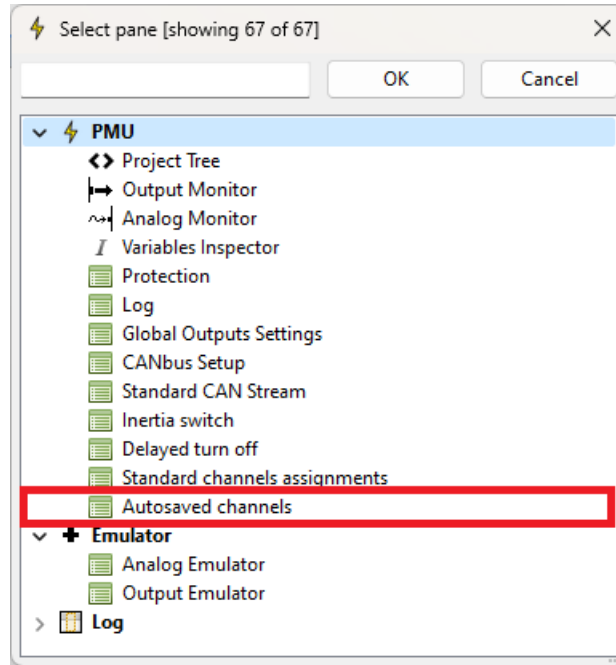 Select pane [showing 67 of 67]
OK Cancel
PMU
Project Tree
Output Monitor
Analog Monitor
Variables Inspector
Protection
Log
Global Outputs Settings
CANbus Setup
Standard CAN Stream
Inertia switch
Delayed turn off
Standard channels assignments
Autosaved channels
Emulator
Analog Emulator
Output Emulator
Log